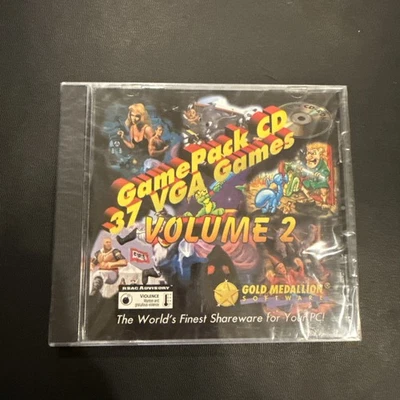 GamePack CD
37 VGA Games
VOLUME 2
RSAC ADVISORY
VIOLENCE
GOLD MEDALLION
SOFTWARE
The World's Finest Shareware for Your PC!